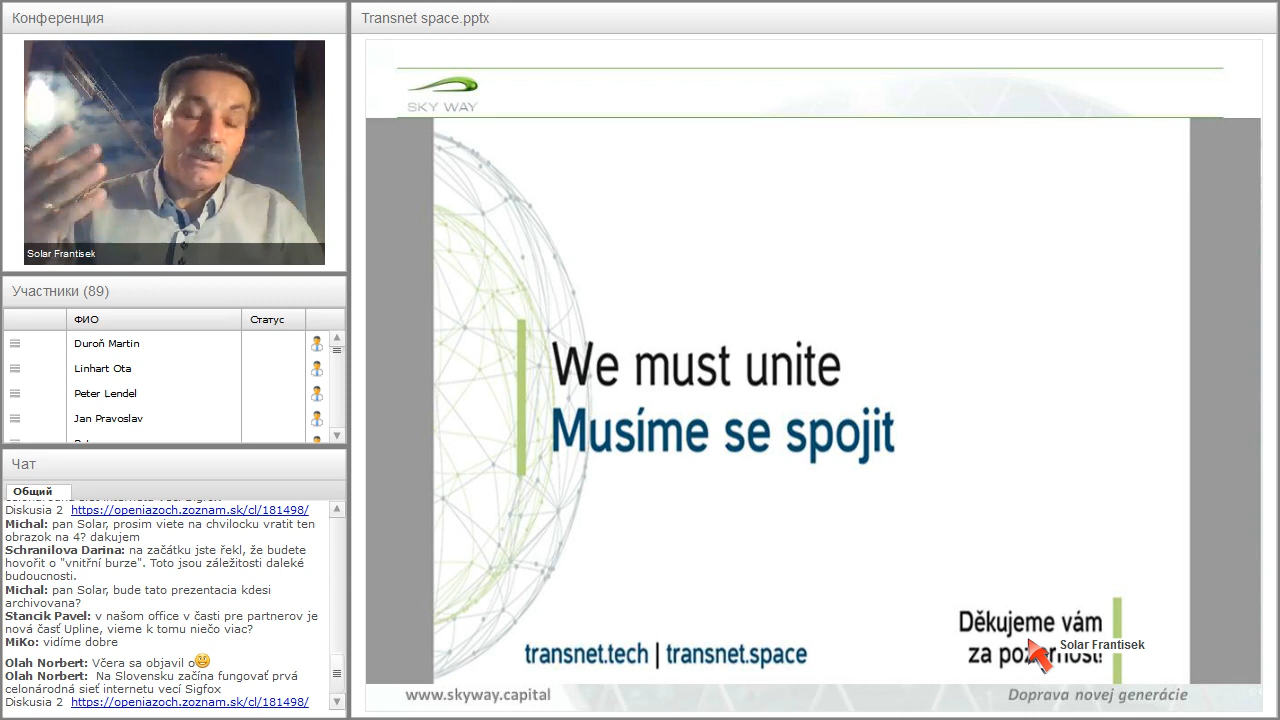 Конференция
Solar Frantisek
Участники (89)
ФИО
Статус
Duroň Martin
Linhart Ota
Peter Lendel
Jan Pravoslav
Чат
Общий
Diskusia 2 https://openiazoch.zoznam.sk/cl/181498/
Michal: pan Solar, prosim viete na chvilocku vratit ten
obrazok na 4? dakujem
Schranilova Darina: na začátku jste řekl, že budete
hovořit o "vnitřní burze". Toto jsou záležitosti daleké
budoucnosti.
Michal: pan Solar, bude tato prezentacia kdesi
archivovana?
Stancik Pavel: v našom office v časti pre partnerov je
nová časť Upline, vieme k tomu niečo viac?
MiKo: vidíme dobre
Olah Norbert: Včera sa objavil o
Olah Norbert: Na Slovensku začína fungovať prvá
celonárodná sieť internetu vecí Sigfox
Diskusia 2 https://openiazoch.zoznam.sk/cl/181498/
Transnet space.pptx
SKY WAY
We must unite
Musíme se spojit
Děkujeme vám
Solar Frantisek
za
transnet.tech | transnet.space
www.skyway.capital
Doprava novej generácie